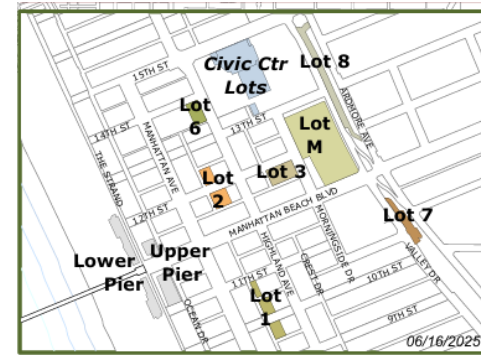 Civic Ctr
Lots
Lot 8
15TH ST
ARDMORE AVE
Lot
6
14TH ST
13TH ST
Lot
M
MANHATTAN AVE
THE STRAND
Lot
2
Lot 3
12TH ST
MANHATTAN BEACH BLVD
MORNINGSIDE DR
Lot 7
Lower
Pier
Upper
Pier
HIGHLAND AVE
CREST DR
VALLEY DR
11TH ST
10TH ST
Lot
1
OCEAN DR
9TH ST
06/16/2025